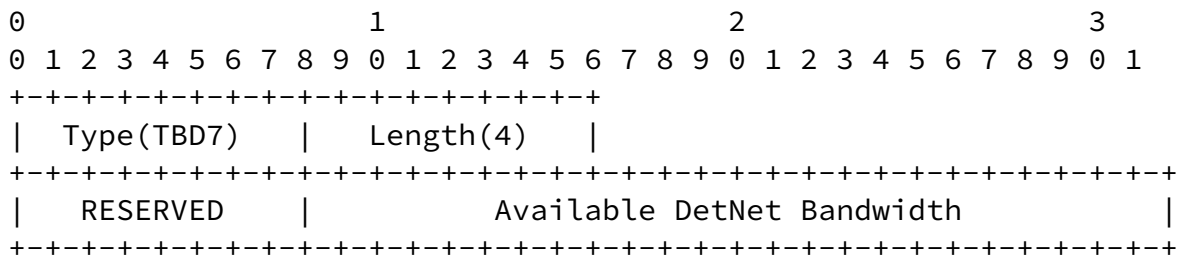 0                   1                   2                   3
0 1 2 3 4 5 6 7 8 9 0 1 2 3 4 5 6 7 8 9 0 1 2 3 4 5 6 7 8 9 0 1
+-+-+-+-+-+-+-+-+-+-+-+-+-+-+-+-+
|  Type(TBD7)   |   Length(4)   |
+-+-+-+-+-+-+-+-+-+-+-+-+-+-+-+-+-+-+-+-+-+-+-+-+-+-+-+-+-+-+-+-+
|   RESERVED    |          Available DetNet Bandwidth           |
+-+-+-+-+-+-+-+-+-+-+-+-+-+-+-+-+-+-+-+-+-+-+-+-+-+-+-+-+-+-+-+-+